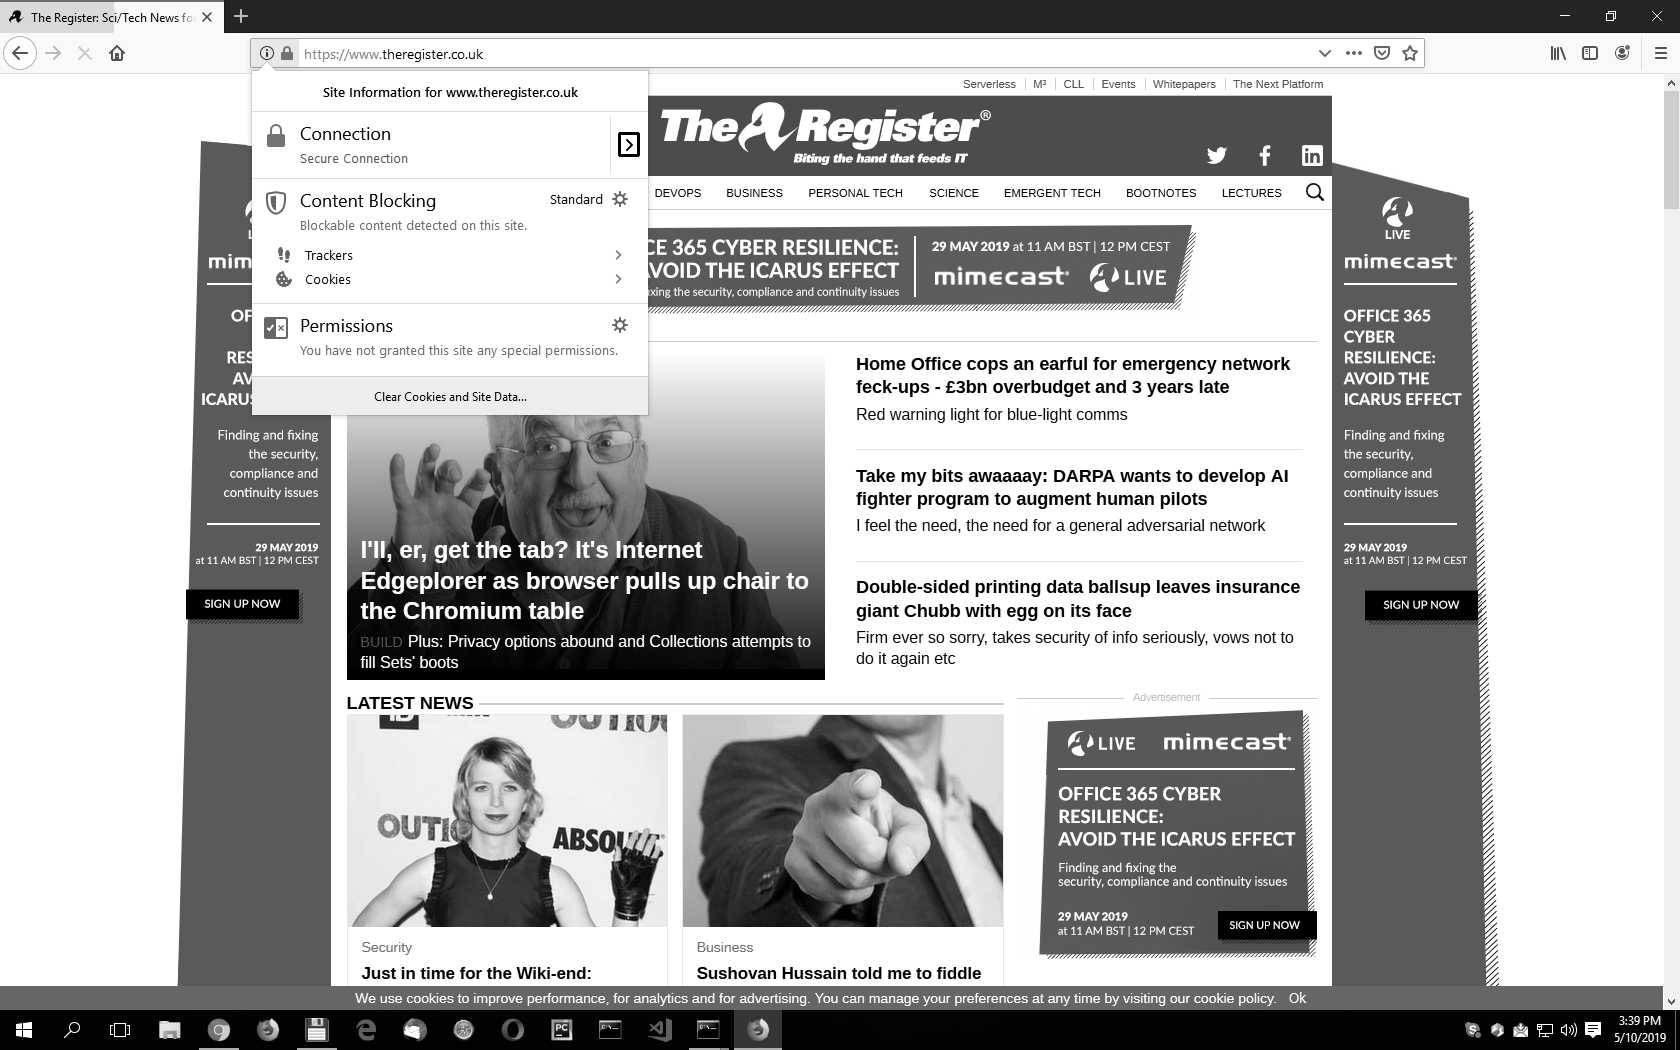 The Register: Sci/Tech News fo
https://www.theregister.co.uk
Site Information for www.theregister.co.uk
Connection
Secure Connection
Content Blocking
Standard
Blockable content detected on this site.
Trackers
Cookies
Permissions
You have not granted this site any special permissions.
Clear Cookies and Site Data...
Serverless M³ CLL Events Whitepapers The Next Platform
The Register®
Biting the hand that feeds IT
DEVOPS BUSINESS PERSONAL TECH SCIENCE EMERGENT TECH BOOTNOTES LECTURES
CE 365 CYBER RESILIENCE:
AVOID THE ICARUS EFFECT
ixing the security, compliance and continuity issues
29 MAY 2019 at 11 AM BST | 12 PM CEST
mimecast® LIVE
L
mim
OF
RES
AV
ICARUS
Finding and fixing
the security,
compliance and
continuity issues
29 MAY 2019
at 11 AM BST | 12 PM CEST
SIGN UP NOW
I'll, er, get the tab? It's Internet
Edgeplorer as browser pulls up chair to
the Chromium table
BUILD Plus: Privacy options abound and Collections attempts to
fill Sets' boots
Home Office cops an earful for emergency network
feck-ups - £3bn overbudget and 3 years late
Red warning light for blue-light comms
Take my bits awaaaay: DARPA wants to develop AI
fighter program to augment human pilots
I feel the need, the need for a general adversarial network
Double-sided printing data ballsup leaves insurance
giant Chubb with egg on its face
Firm ever so sorry, takes security of info seriously, vows not to
do it again etc
LIVE
mimecast®
OFFICE 365
CYBER
RESILIENCE:
AVOID THE
ICARUS EFFECT
Finding and fixing
the security,
compliance and
continuity issues
29 MAY 2019
at 11 AM BST | 12 PM CEST
SIGN UP NOW
LATEST NEWS
OUT
ABSOLUT
Security
Just in time for the Wiki-end:
Business
Sushovan Hussain told me to fiddle
Advertisement
LIVE mimecast®
OFFICE 365 CYBER
RESILIENCE:
AVOID THE ICARUS EFFECT
Finding and fixing the
security, compliance and continuity issues
29 MAY 2019
at 11 AM BST | 12 PM CEST
SIGN UP NOW
We use cookies to improve performance, for analytics and for advertising. You can manage your preferences at any time by visiting our cookie policy. Ok
PC
3:39 PM
5/10/2019